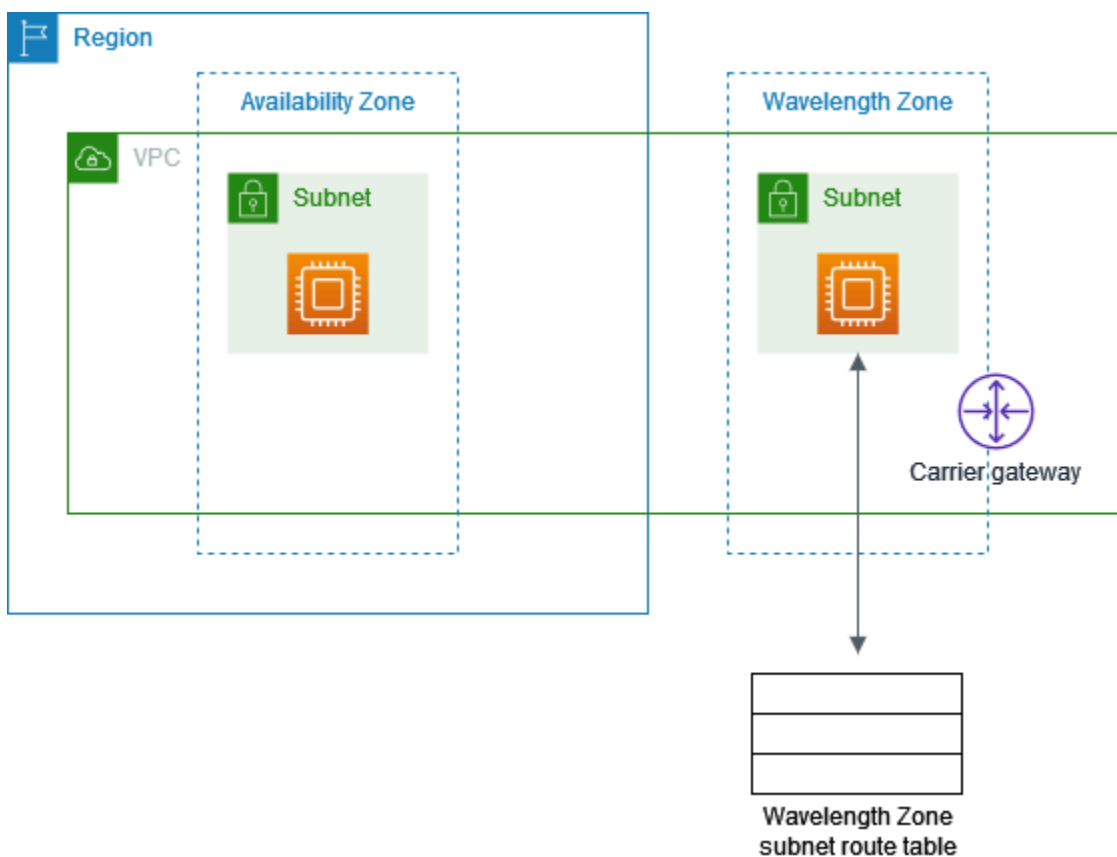 Region
Availability Zone
Wavelength Zone
VPC
Subnet
Subnet
Carrier gateway
Wavelength Zone
subnet route table